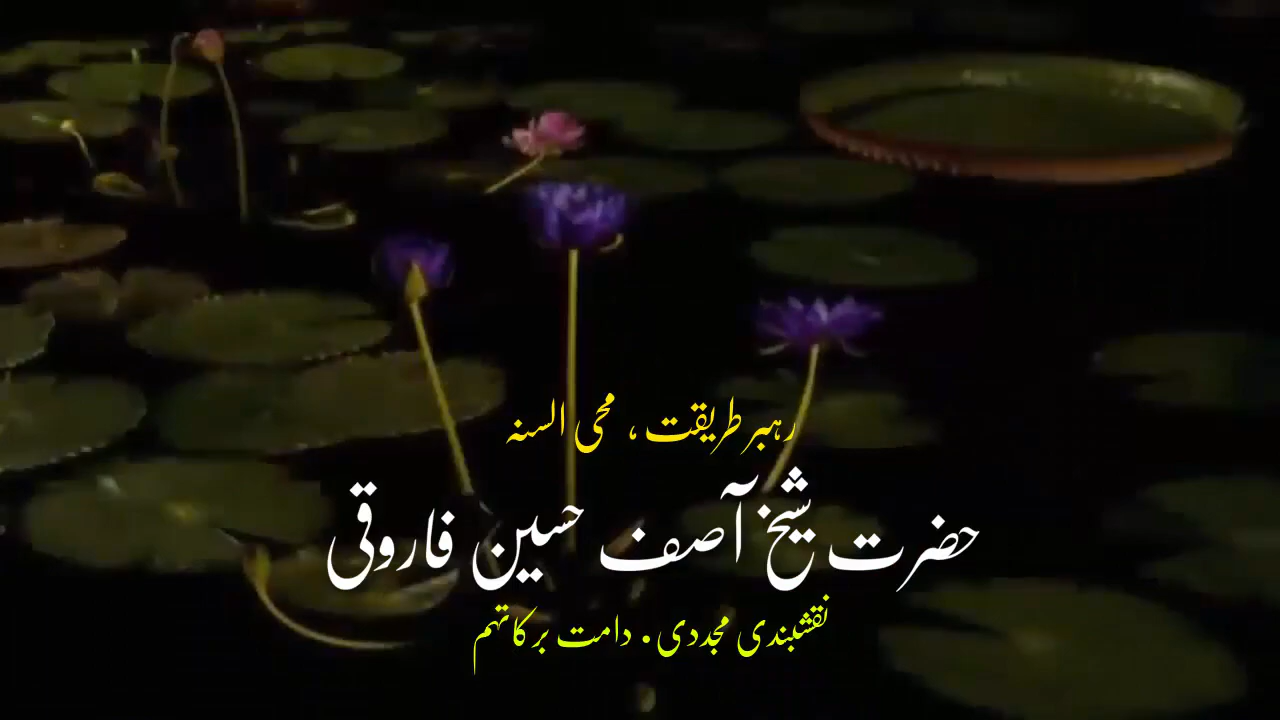 رہبر طریقت، محی السنہ
حضرت شیخ آصف حسین فاروقی
نقشبندی مجددی . دامت برکاتہم